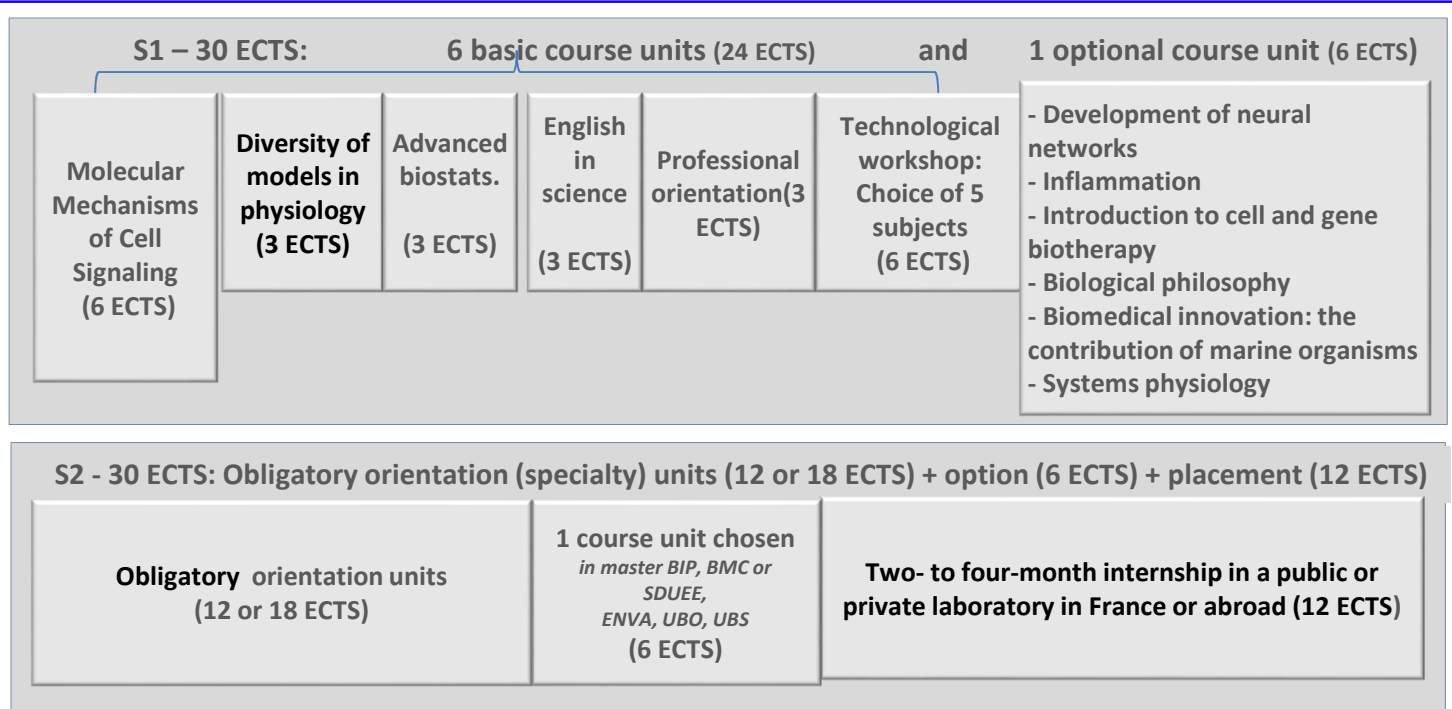 S1 – 30 ECTS: 6 basic course units (24 ECTS) and 1 optional course unit (6 ECTS)
Molecular
Mechanisms
of Cell
Signaling
(6 ECTS)
Diversity of
models in
physiology
(3 ECTS)
Advanced
biostats.
(3 ECTS)
English
in
science
(3 ECTS)
Professional
orientation(3
ECTS)
Technological
workshop:
Choice of 5
subjects
(6 ECTS)
- Development of neural
networks
- Inflammation
- Introduction to cell and gene
biotherapy
- Biological philosophy
- Biomedical innovation: the
contribution of marine organisms
- Systems physiology
S2 - 30 ECTS: Obligatory orientation (specialty) units (12 or 18 ECTS) + option (6 ECTS) + placement (12 ECTS)
Obligatory orientation units
(12 or 18 ECTS)
1 course unit chosen
in master BIP, BMC or
SDUEE,
ENVA, UBO, UBS
(6 ECTS)
Two- to four-month internship in a public or
private laboratory in France or abroad (12 ECTS)